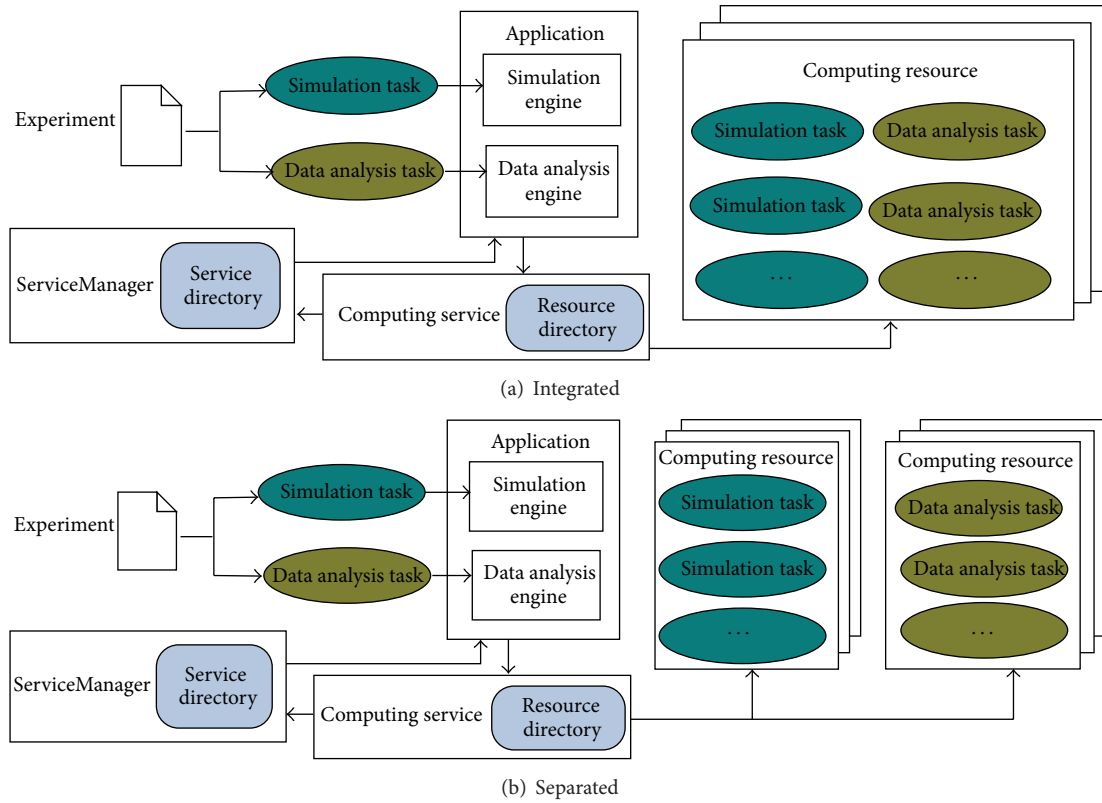 Application
Simulation task
Simulation
engine
Experiment
Data analysis task
Data analysis
engine
ServiceManager
Service
directory
Computing service
Resource
directory
Computing resource
Simulation task
Data analysis task
Simulation task
Data analysis task
...
...
(a) Integrated
Application
Simulation task
Simulation
engine
Experiment
Data analysis task
Data analysis
engine
ServiceManager
Service
directory
Computing service
Resource
directory
Computing resource
Simulation task
Simulation task
...
Computing resource
Data analysis task
Data analysis task
...
(b) Separated